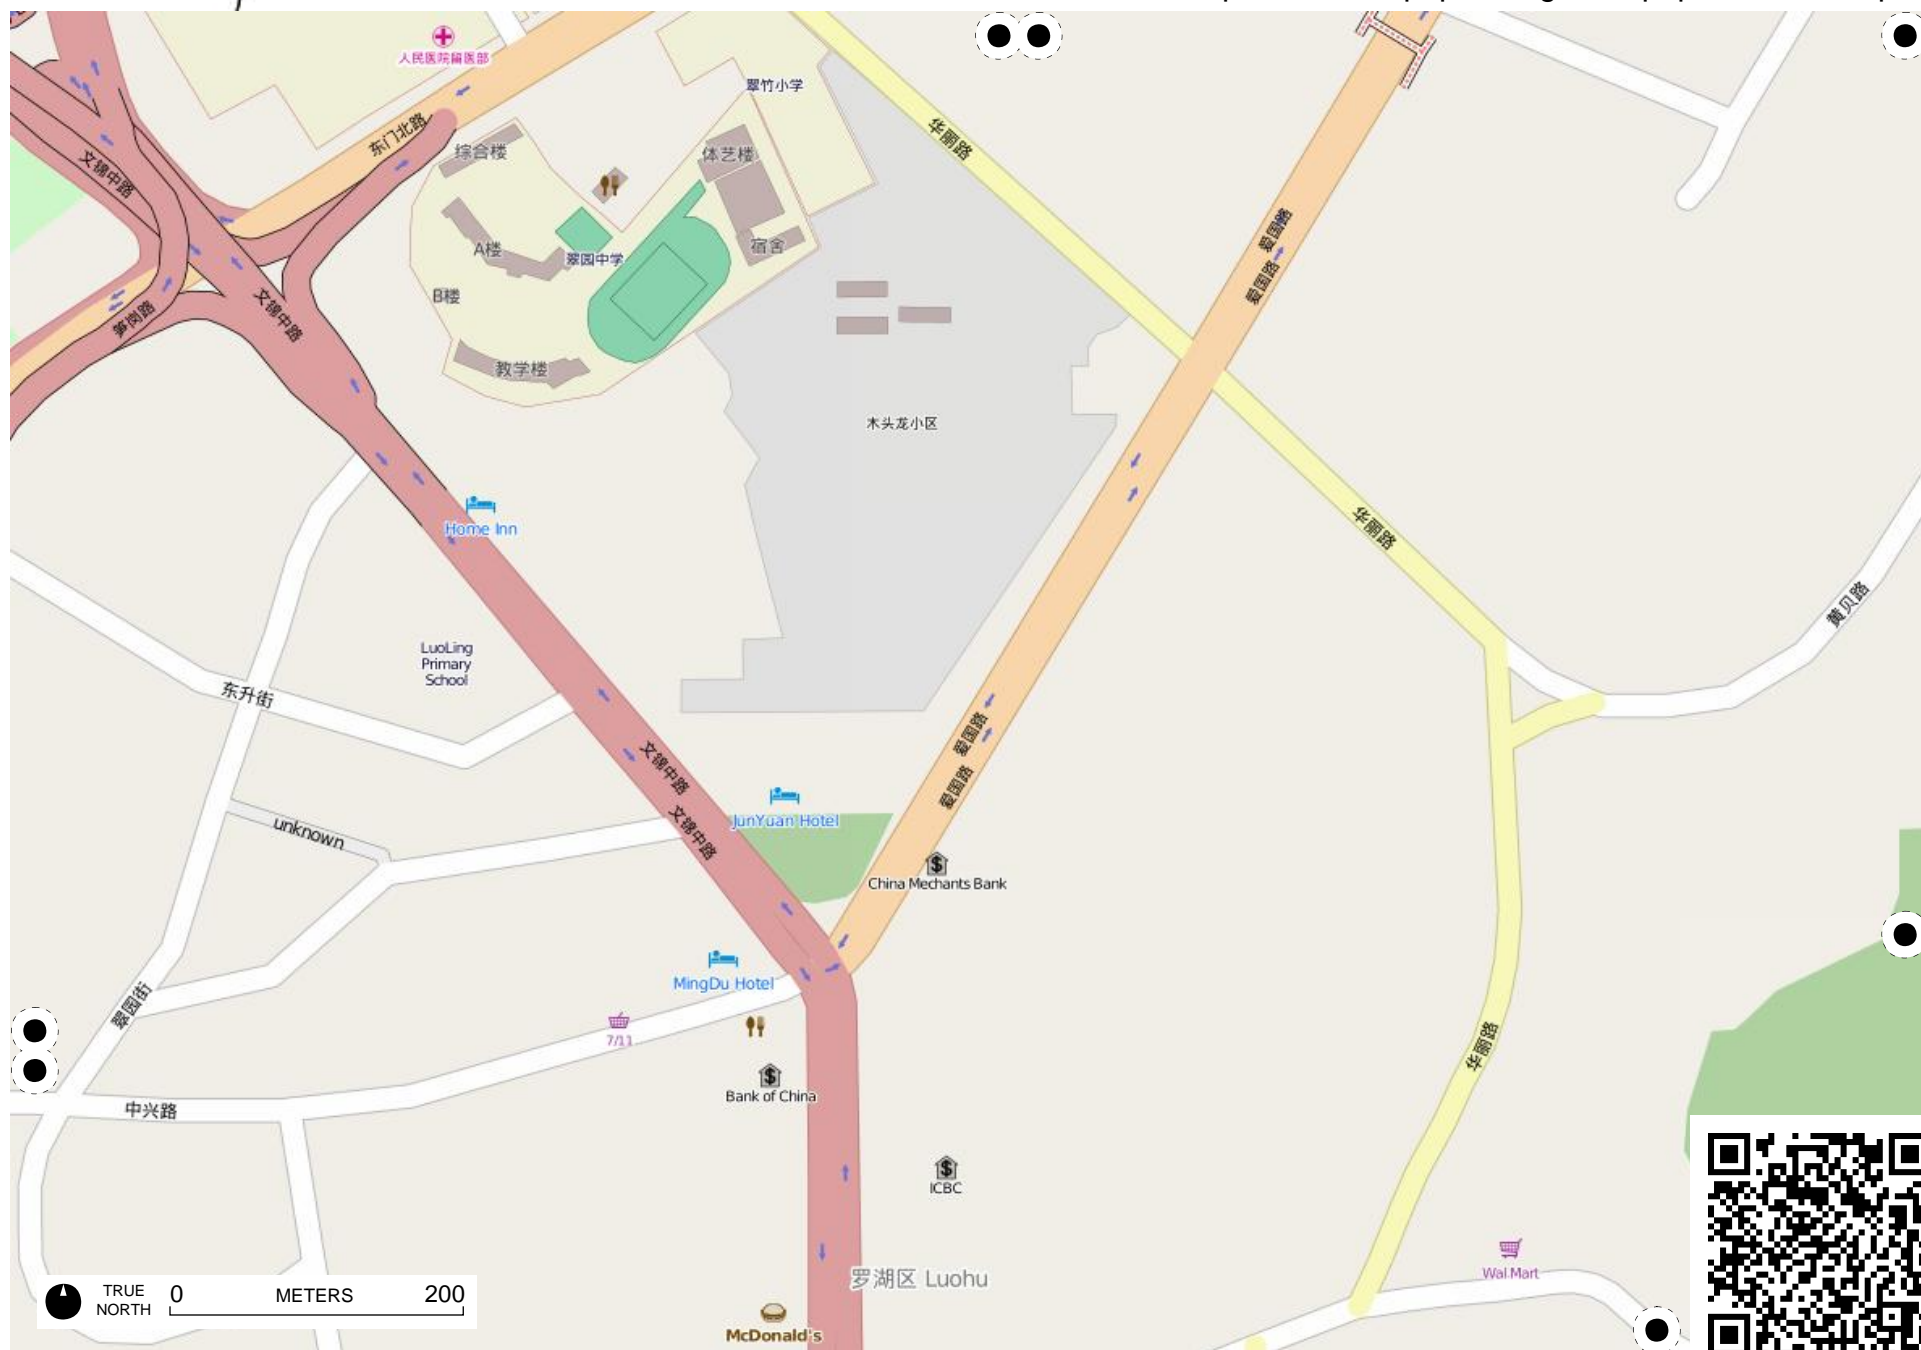 人民医院留医部
翠竹小学
东门北路
华丽路
文锦中路
综合楼
体艺楼
A楼
翠园中学
宿舍
爱国路
爱国路
B楼
文锦中路
笋岗路
教学楼
木头龙小区
Home Inn
华丽路
黄贝路
LuoLing
Primary
School
东升街
文锦中路
爱国路
爱国路
文锦中路
JunYuan Hotel
unknown
China Mechants Bank
MingDu Hotel
翠园街
7/11
华丽路
Bank of China
中兴路
ICBC
罗湖区 Luohu
Wal Mart
TRUE
NORTH
0 METERS 200
McDonald's